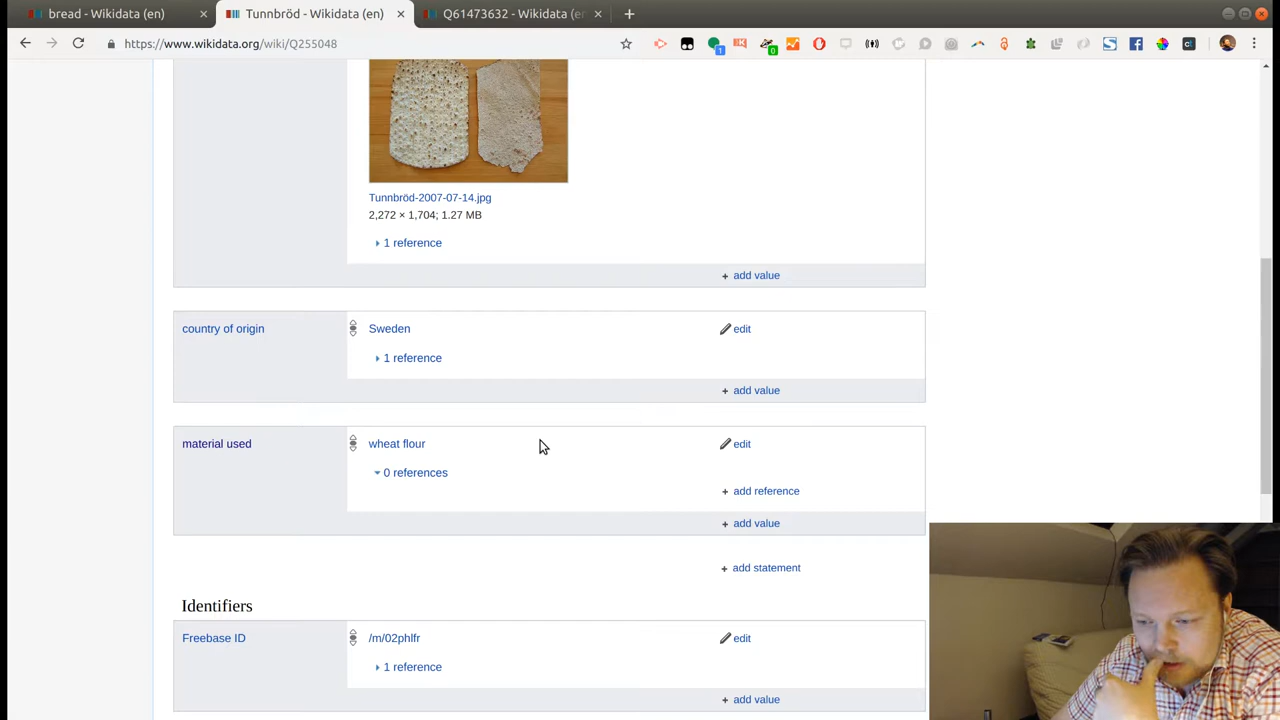 bread - Wikidata (en)
Tunnbröd - Wikidata (en)
Q61473632 - Wikidata (en
https://www.wikidata.org/wiki/Q255048
Tunnbröd-2007-07-14.jpg
2,272 × 1,704; 1.27 MB
1 reference
+ add value
country of origin
Sweden
edit
1 reference
+ add value
material used
wheat flour
edit
0 references
+ add reference
+ add value
+ add statement
Identifiers
Freebase ID
/m/02phlfr
edit
1 reference
+ add value